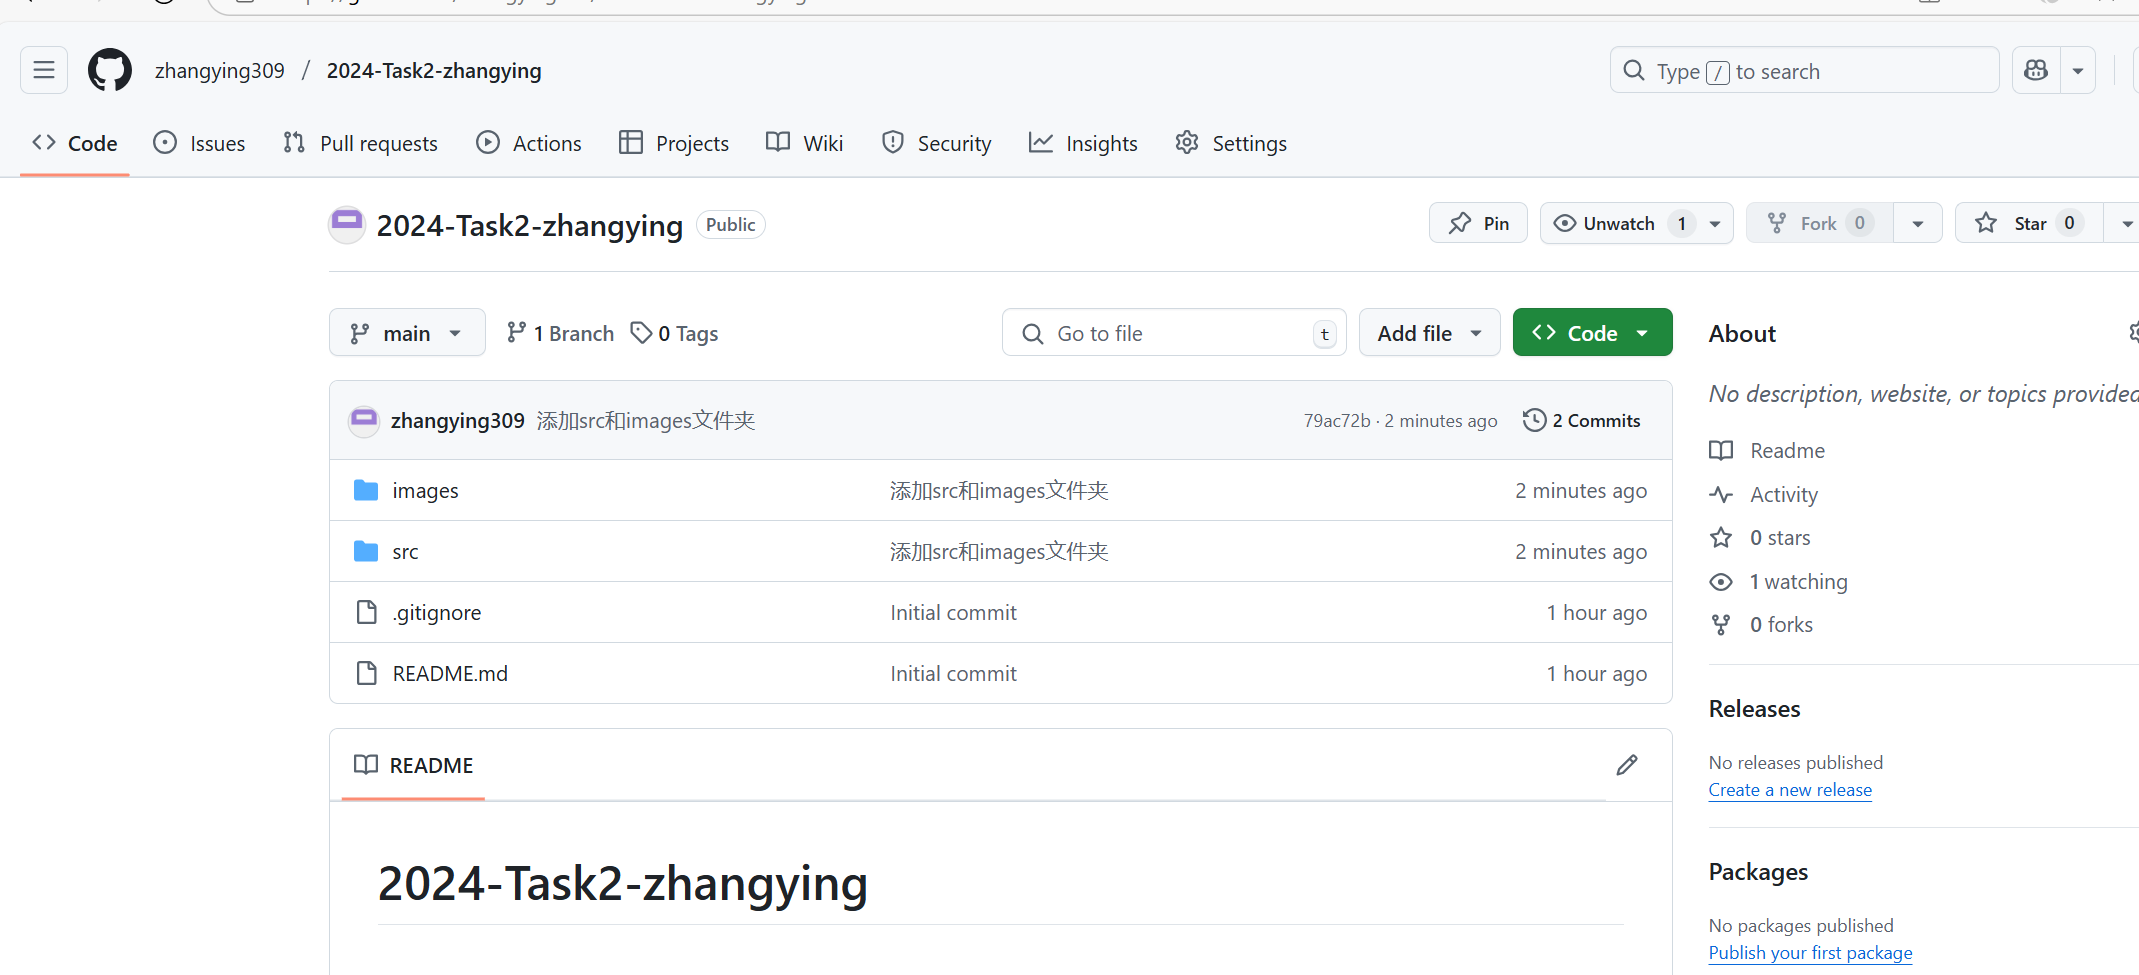 zhangying309 / 2024-Task2-zhangying
Type / to search
Code Issues Pull requests Actions Projects Wiki Security Insights Settings
2024-Task2-zhangying Public
Pin Unwatch 1 Fork 0 Star 0
main 1 Branch 0 Tags Go to file t Add file Code
zhangying309 添加src和images文件夹 79ac72b · 2 minutes ago 2 Commits
images 添加src和images文件夹 2 minutes ago
src 添加src和images文件夹 2 minutes ago
.gitignore Initial commit 1 hour ago
README.md Initial commit 1 hour ago
README
2024-Task2-zhangying
About
No description, website, or topics provided
Readme
Activity
0 stars
1 watching
0 forks
Releases
No releases published
Create a new release
Packages
No packages published
Publish your first package